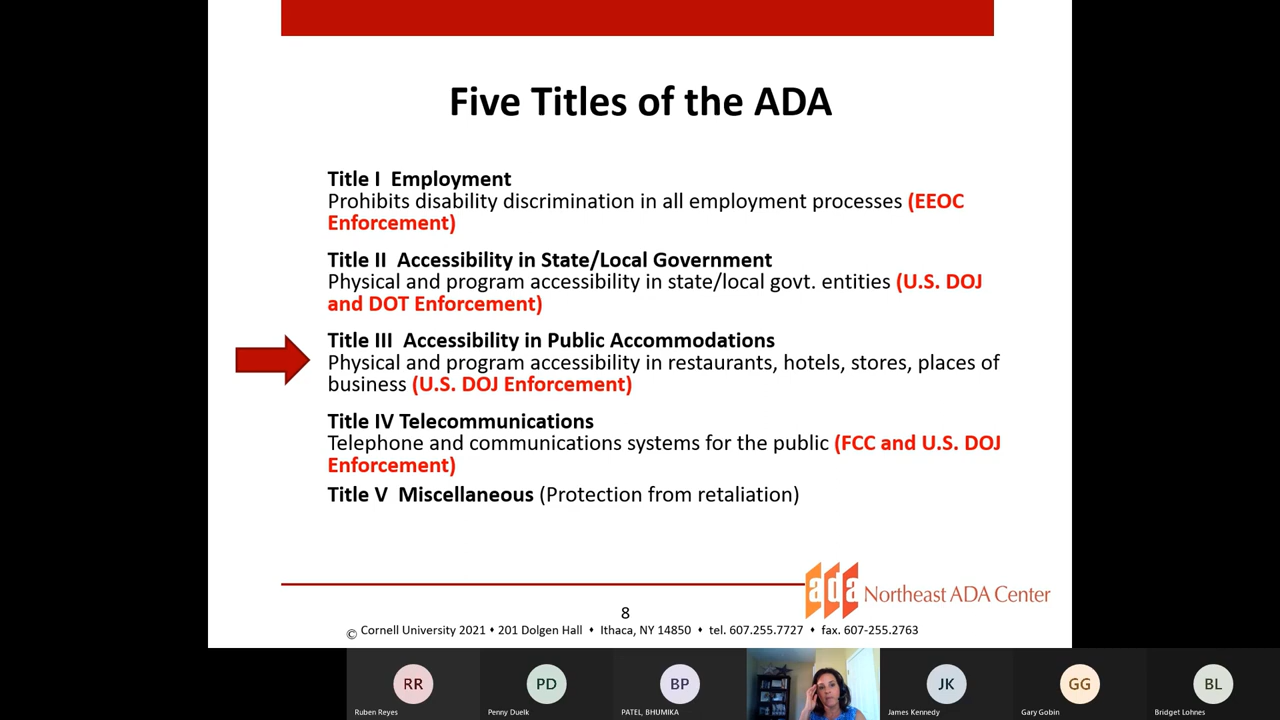 Five Titles of the ADA
Title I Employment
Prohibits disability discrimination in all employment processes (EEOC
Enforcement)
Title II Accessibility in State/Local Government
Physical and program accessibility in state/local govt. entities (U.S. DOJ
and DOT Enforcement)
Title III Accessibility in Public Accommodations
Physical and program accessibility in restaurants, hotels, stores, places of
business (U.S. DOJ Enforcement)
Title IV Telecommunications
Telephone and communications systems for the public (FCC and U.S. DOJ
Enforcement)
Title V Miscellaneous (Protection from retaliation)
ada Northeast ADA Center
8
© Cornell University 2021 • 201 Dolgen Hall • Ithaca, NY 14850 • tel. 607.255.7727 • fax. 607-255.2763
RR PD BP JK GG BL
Ruben Reyes Penny Duelk PATEL, BHUMIKA James Kennedy Gary Gobin Bridget Lohnes